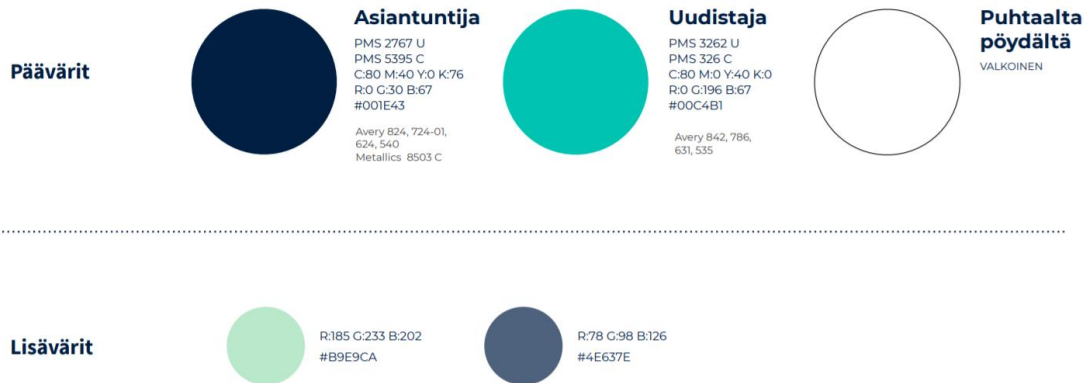 Päävärit
Asiantuntija
PMS 2767 U
PMS 5395 C
C:80 M:40 Y:0 K:76
R:0 G:30 B:67
#001E43
Avery 824, 724-01,
624, 540
Metallics 8503 C
Uudistaja
PMS 3262 U
PMS 326 C
C:80 M:0 Y:40 K:0
R:0 G:196 B:67
#00C4B1
Avery 842, 786,
631, 535
Puhtaalta
pöydältä
VALKOINEN
Lisävärit
R:185 G:233 B:202
#B9E9CA
R:78 G:98 B:126
#4E637E